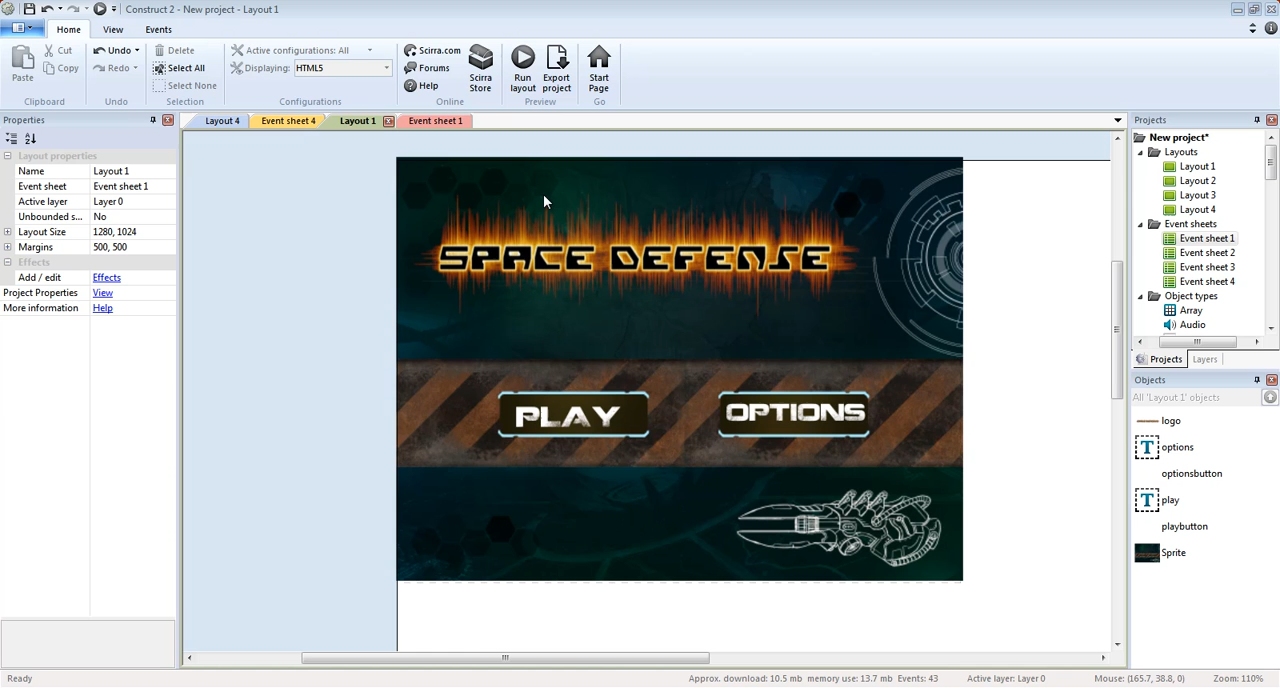 Construct 2 - New project - Layout 1
Home View Events
Paste Cut Copy Clipboard
Undo Redo Undo
Delete Select All Select None Selection
Active configurations: All
Displaying: HTML5
Configurations
Scirra.com Forums Help Scirra Store Online
Run layout Export project Preview
Start Page Go
Properties
Layout 4 Event sheet 4 Layout 1 Event sheet 1
Layout properties
Name Layout 1
Event sheet Event sheet 1
Active layer Layer 0
Unbounded s... No
Layout Size 1280, 1024
Margins 500, 500
Effects
Add / edit Effects
Project Properties View
More information Help
SPACE DEFENSE
PLAY OPTIONS
Projects
New project*
Layouts
Layout 1
Layout 2
Layout 3
Layout 4
Event sheets
Event sheet 1
Event sheet 2
Event sheet 3
Event sheet 4
Object types
Array
Audio
Projects Layers
Objects
All 'Layout 1' objects
logo
T options
optionsbutton
T play
playbutton
Sprite
Ready Approx. download: 10.5 mb memory use: 13.7 mb Events: 43 Active layer: Layer 0 Mouse: (165.7, 38.8, 0) Zoom: 110%